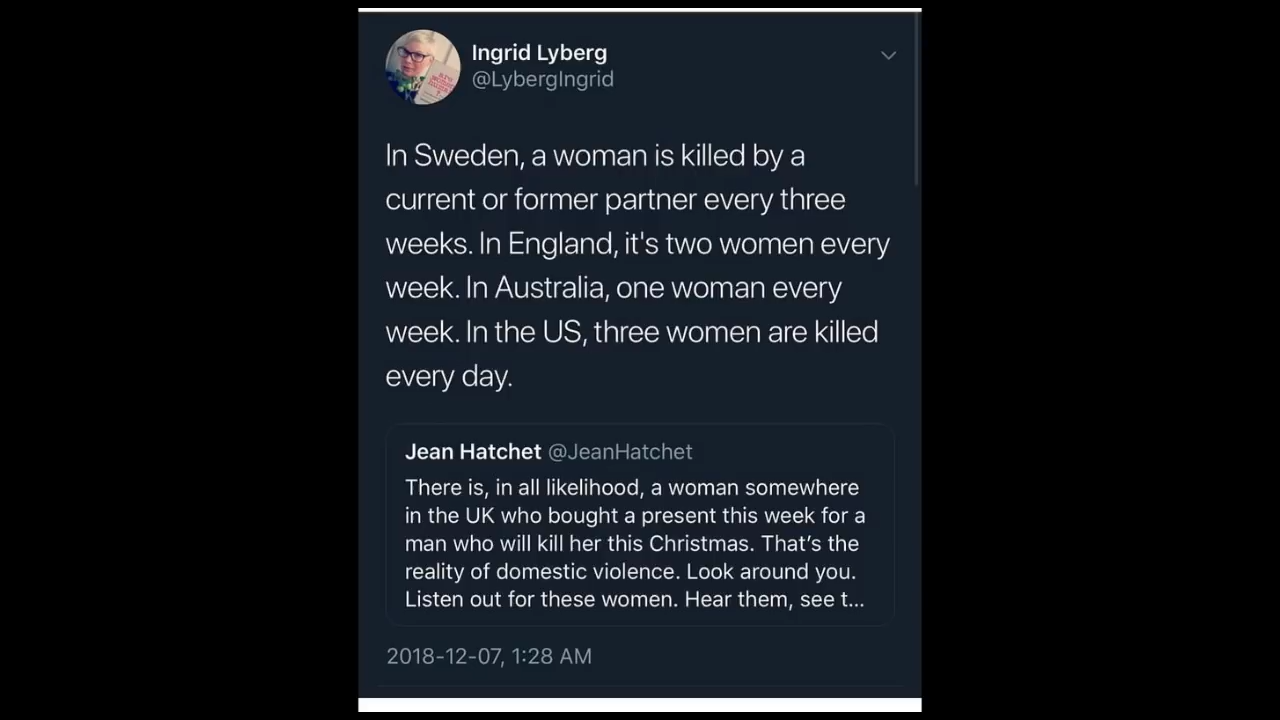 Ingrid Lyberg
@LybergIngrid
In Sweden, a woman is killed by a
current or former partner every three
weeks. In England, it's two women every
week. In Australia, one woman every
week. In the US, three women are killed
every day.
Jean Hatchet @JeanHatchet
There is, in all likelihood, a woman somewhere
in the UK who bought a present this week for a
man who will kill her this Christmas. That’s the
reality of domestic violence. Look around you.
Listen out for these women. Hear them, see t...
2018-12-07, 1:28 AM